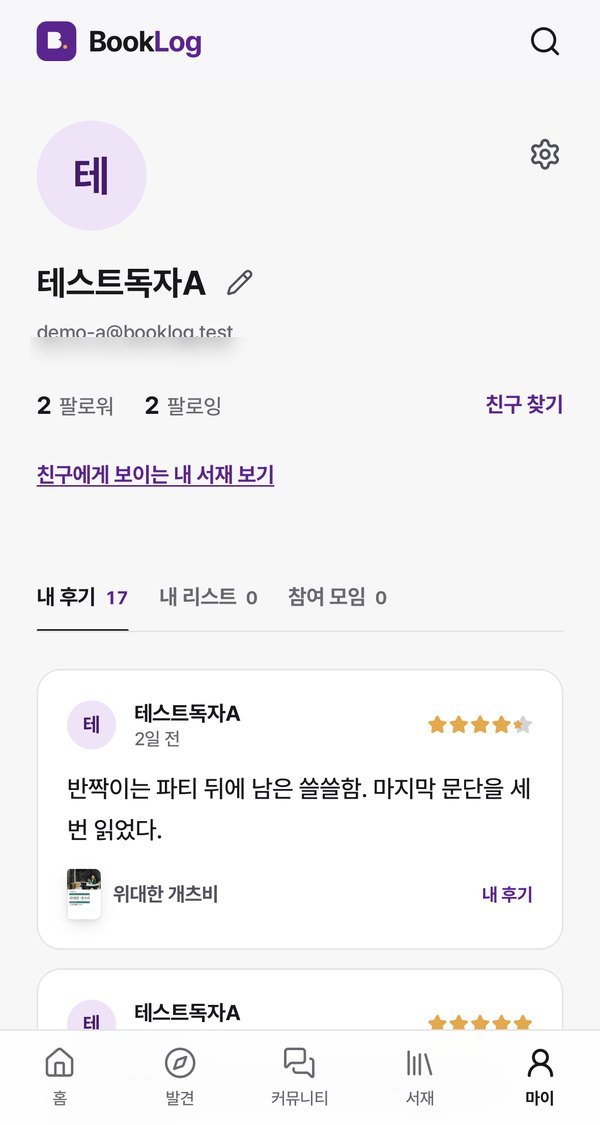 B.
BookLog
테
테스트독자A
demo-a@booklog.test
2 팔로워 2 팔로잉 친구 찾기
친구에게 보이는 내 서재 보기
내 후기 17 내 리스트 0 참여 모임 0
테
테스트독자A
2일 전
반짝이는 파티 뒤에 남은 쓸쓸함. 마지막 문단을 세
번 읽었다.
위대한 개츠비 내 후기
테
테스트독자A
홈 발견 커뮤니티 서재 마이